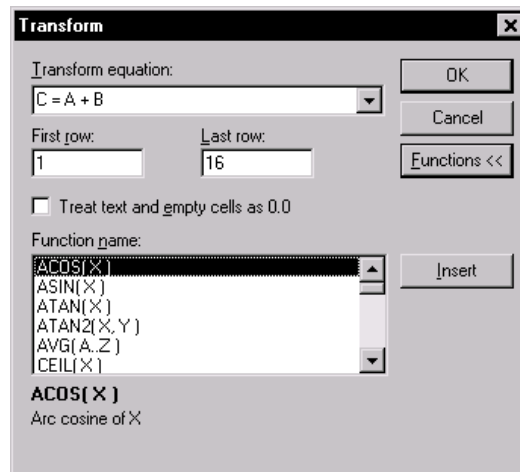 Transform
Transform equation:
C = A + B
OK
Cancel
First row:
Last row:
1
16
Functions <<
Treat text and empty cells as 0.0
Function name:
ACOS( X )
ASIN( X )
ATAN( X )
ATAN2( X, Y )
AVG( A..Z )
CEIL( X )
Insert
ACOS( X )
Arc cosine of X